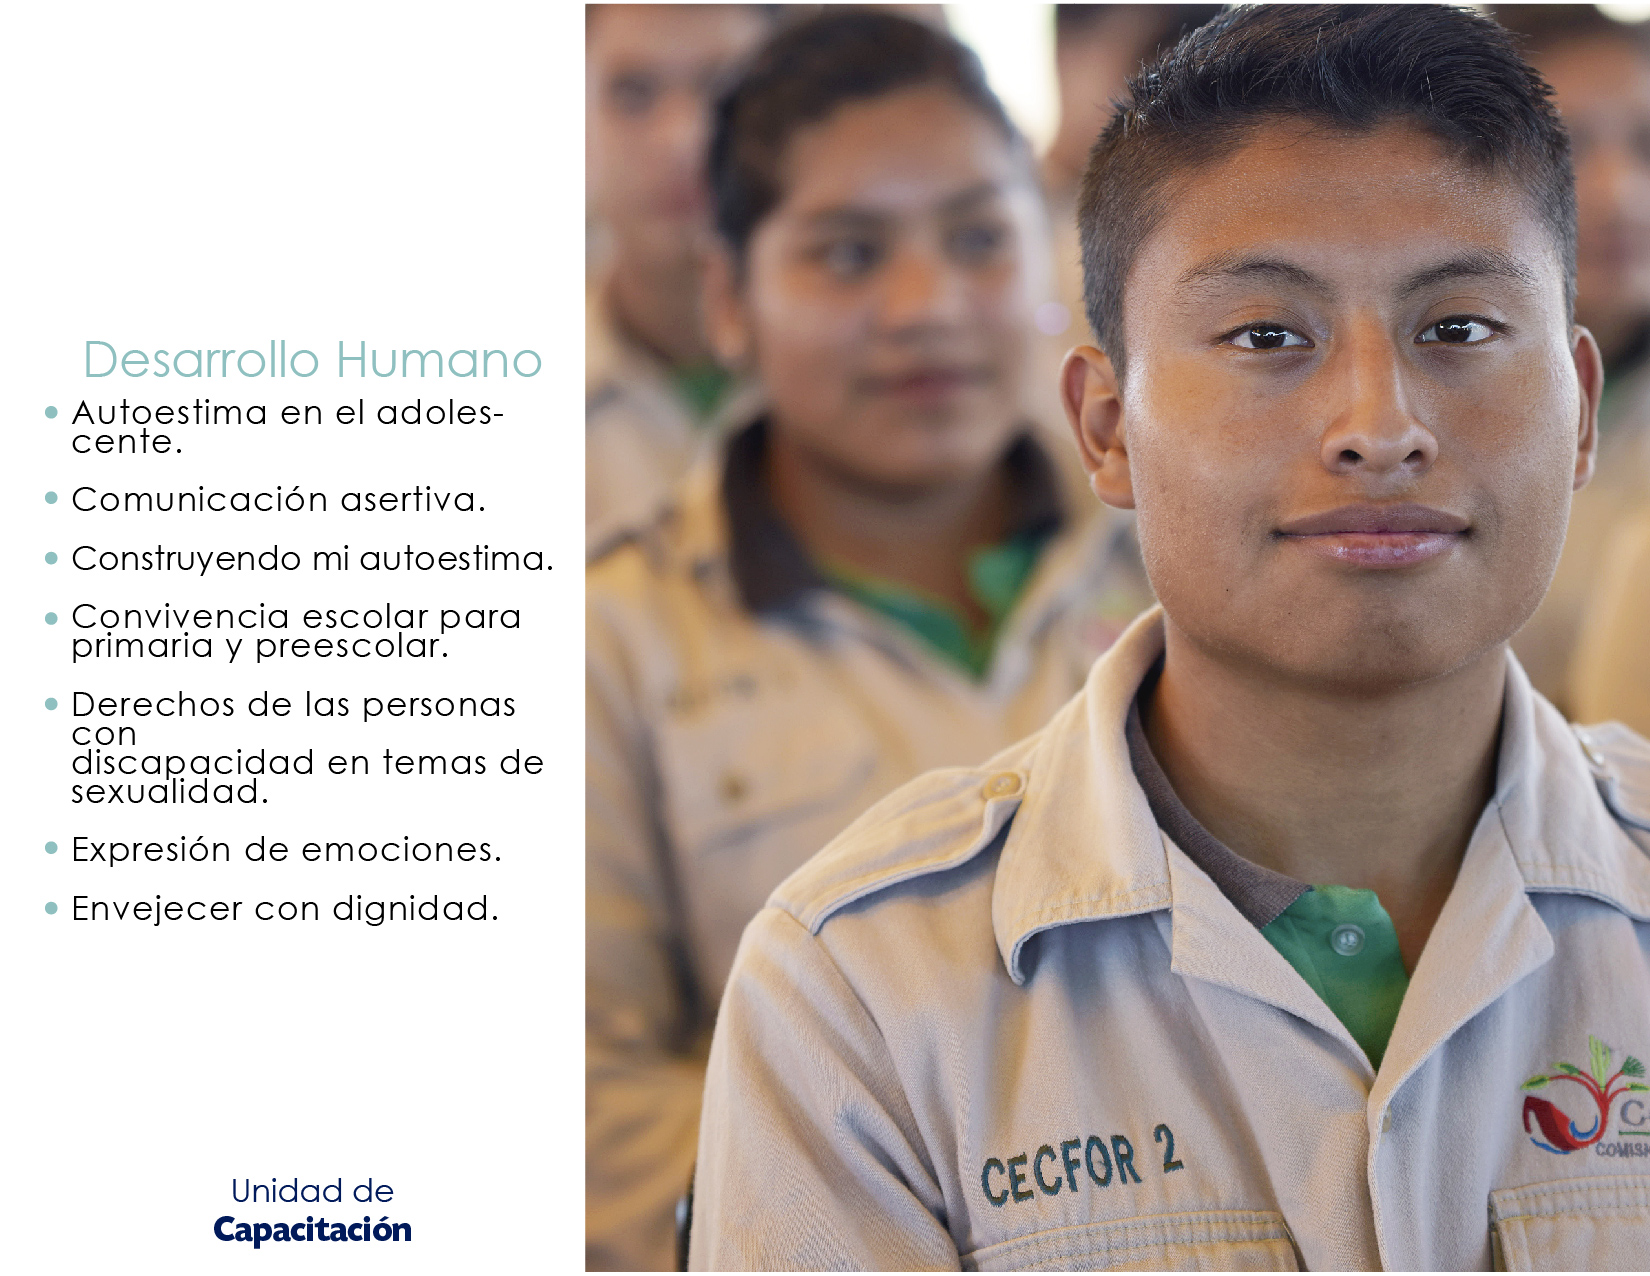 Desarrollo Humano
• Autoestima en el adoles-
cente.
• Comunicación asertiva.
• Construyendo mi autoestima.
• Convivencia escolar para
primaria y preescolar.
• Derechos de las personas
con
discapacidad en temas de
sexualidad.
• Expresión de emociones.
• Envejecer con dignidad.
Unidad de
Capacitación
CECFOR 2